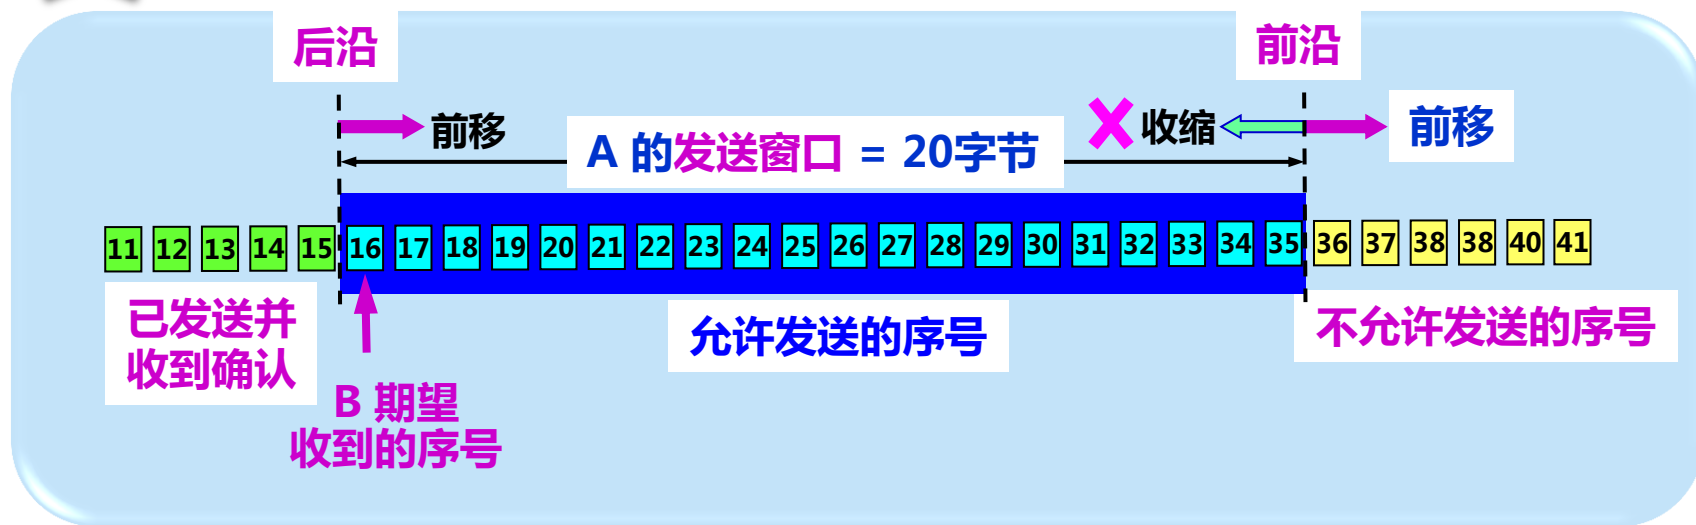 后沿
前沿
前移
A 的发送窗口 = 20字节
收缩
前移
11 12 13 14 15 16 17 18 19 20 21 22 23 24 25 26 27 28 29 30 31 32 33 34 35 36 37 38 38 40 41
已发送并
收到确认
允许发送的序号
不允许发送的序号
B 期望
收到的序号